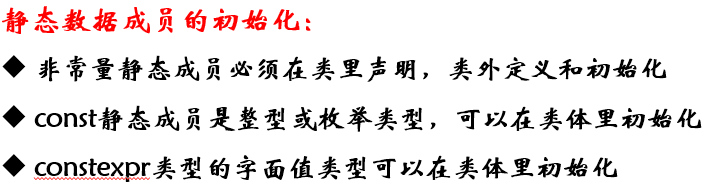 静态数据成员的初始化：
◆ 非常量静态成员必须在类里声明，类外定义和初始化
◆ const静态成员是整型或枚举类型，可以在类体里初始化
◆ constexpr类型的字面值类型可以在类体里初始化